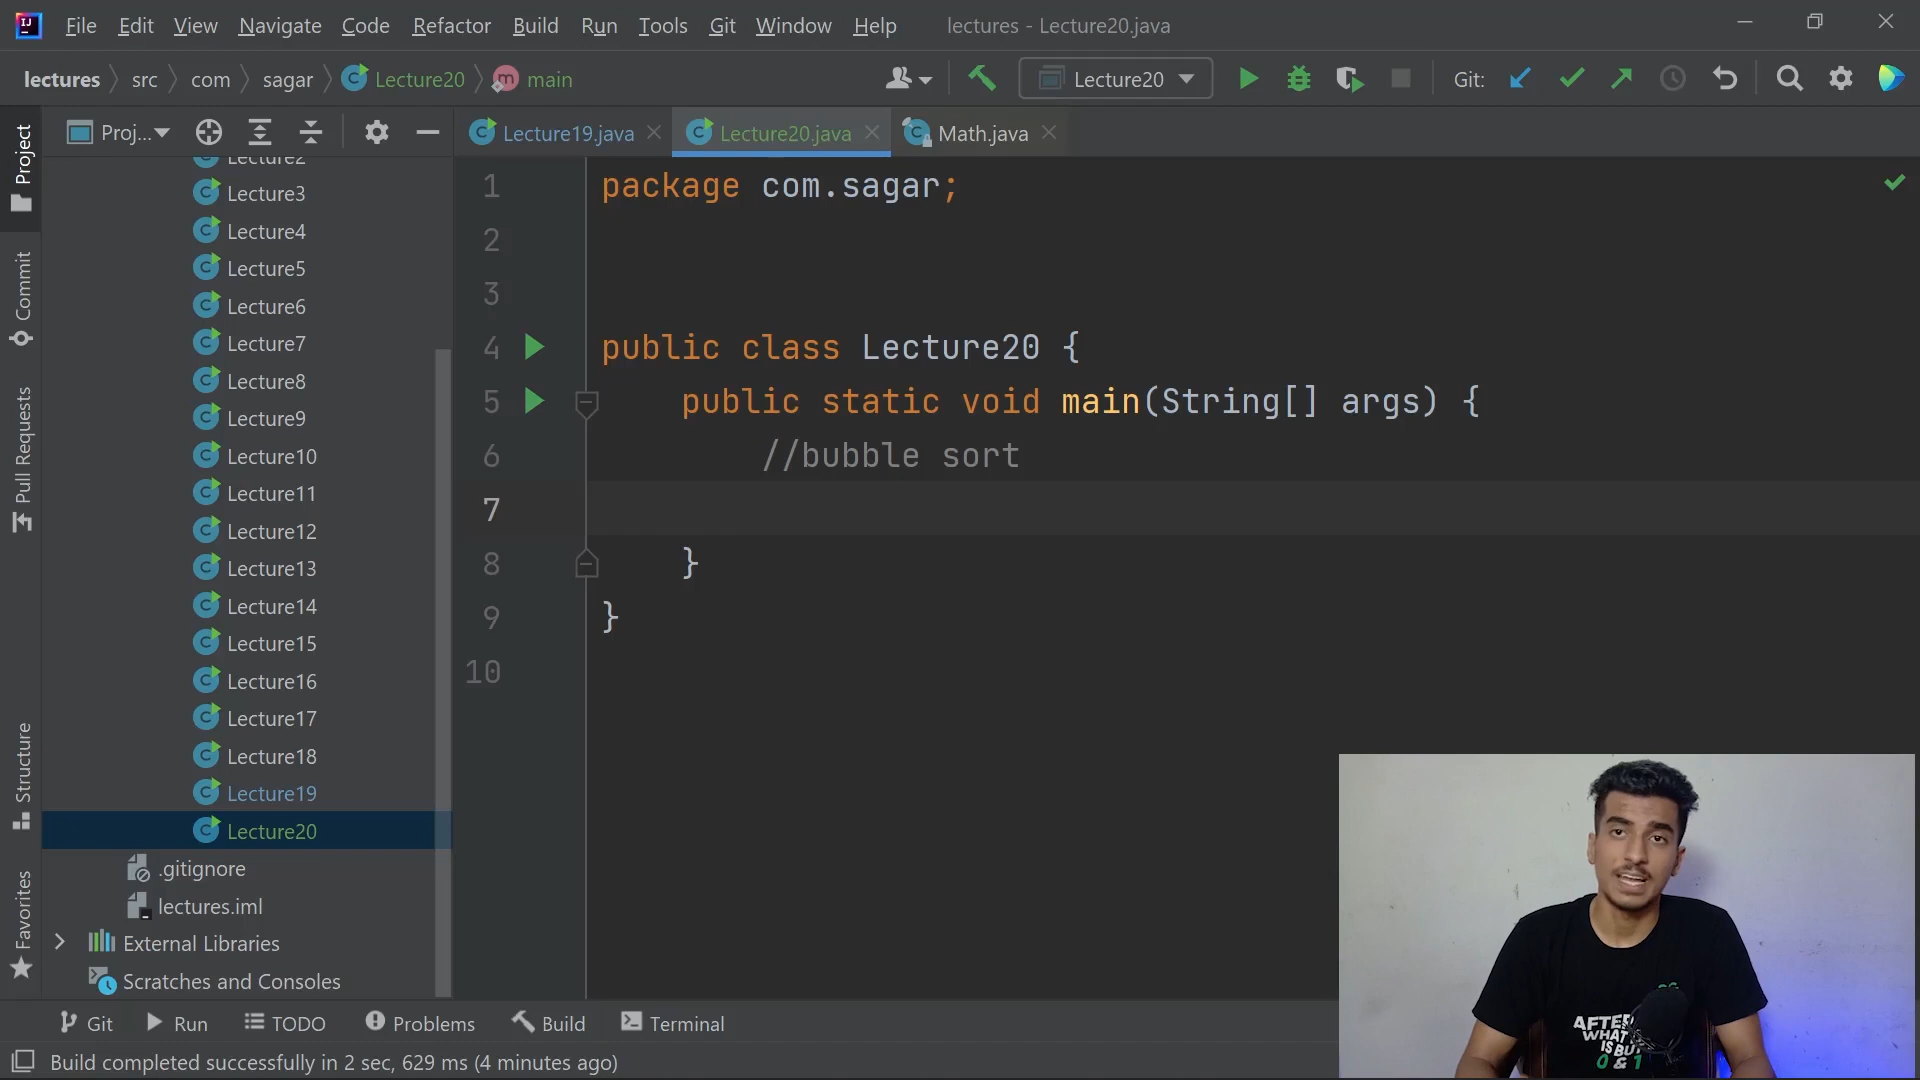 File Edit View Navigate Code Refactor Build Run Tools Git Window Help lectures - Lecture20.java
lectures src com sagar Lecture20 main Lecture20 Git:
Proj... Lecture19.java Lecture20.java Math.java
Project
Commit
Pull Requests
Structure
Favorites
Lecture2
Lecture3
Lecture4
Lecture5
Lecture6
Lecture7
Lecture8
Lecture9
Lecture10
Lecture11
Lecture12
Lecture13
Lecture14
Lecture15
Lecture16
Lecture17
Lecture18
Lecture19
Lecture20
.gitignore
lectures.iml
External Libraries
Scratches and Consoles
1 package com.sagar;
2
3
4 public class Lecture20 {
5 public static void main(String[] args) {
6 //bubble sort
7
8 }
9 }
10
AFTER
WHAT
IS BUT
0 & 1
Git Run TODO Problems Build Terminal
Build completed successfully in 2 sec, 629 ms (4 minutes ago)